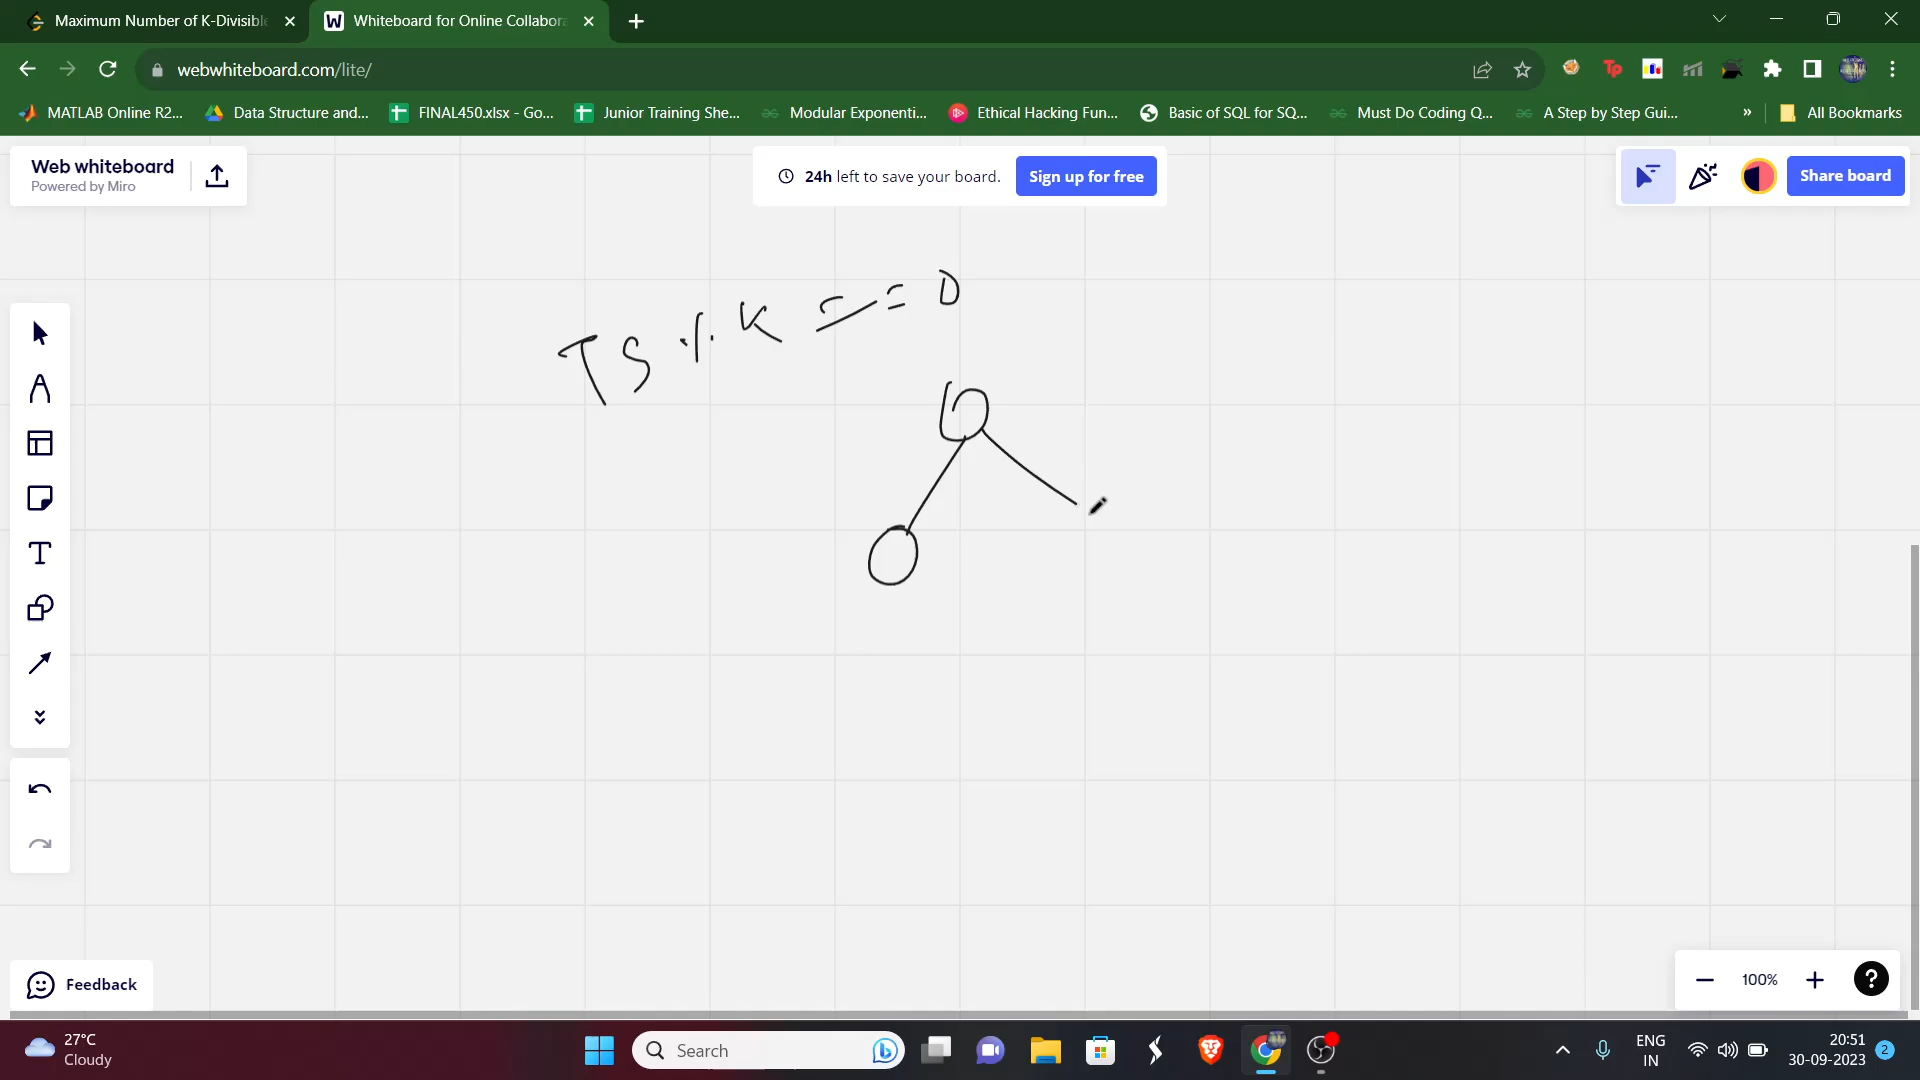 Maximum Number of K-Divisible
Whiteboard for Online Collabora
webwhiteboard.com/lite/
MATLAB Online R2...
Data Structure and...
FINAL450.xlsx - Go...
Junior Training She...
Modular Exponenti...
Ethical Hacking Fun...
Basic of SQL for SQ...
Must Do Coding Q...
A Step by Step Gui...
»
All Bookmarks
Web whiteboard
Powered by Miro
24h left to save your board.
Sign up for free
Share board
TS % K == 0
Feedback
100%
27°C
Cloudy
Search
ENG
IN
20:51
30-09-2023
2